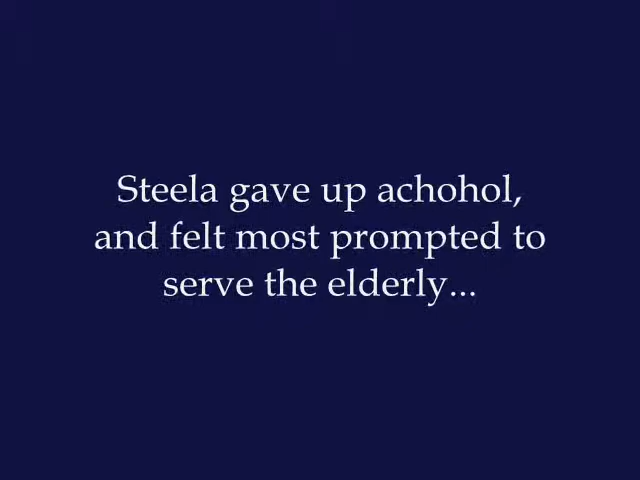 Steela gave up achohol,
and felt most prompted to
serve the elderly...